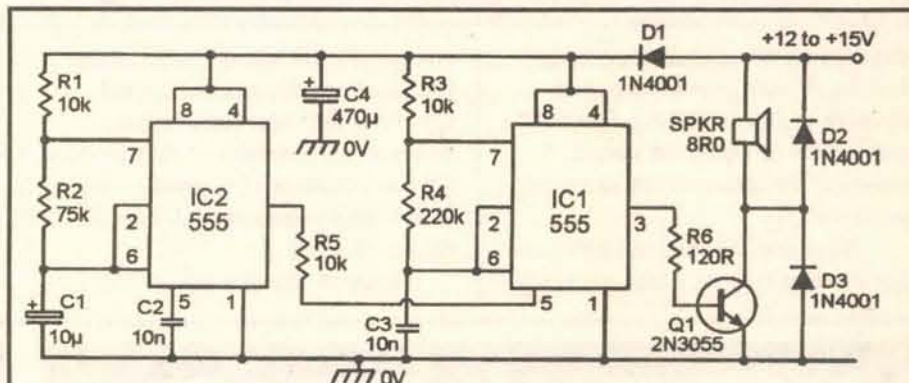 R1
10k
R2
75k
C1
10µ
+
8
4
7
2
6
5
1
IC2
555
C2
10n
+
C4
470µ
0V
R5
10k
R3
10k
R4
220k
C3
10n
8
4
7
2
6
3
5
1
IC1
555
0V
D1
1N4001
+12 to +15V
SPKR
8R0
D2
1N4001
R6
120R
D3
1N4001
Q1
2N3055